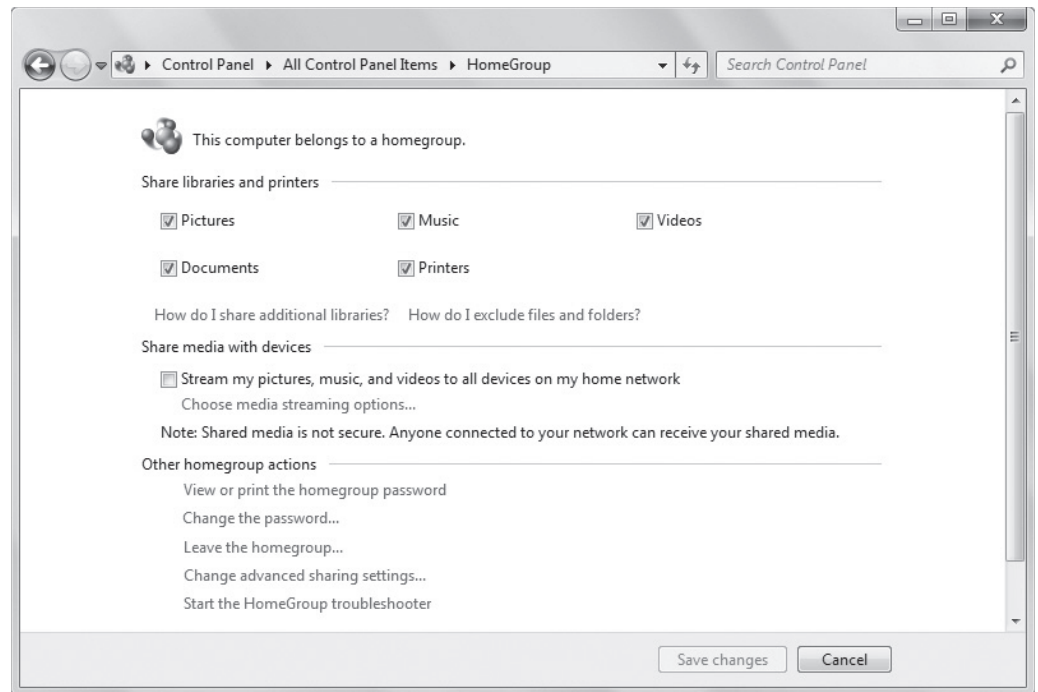 Control Panel ▸ All Control Panel Items ▸ HomeGroup
Search Control Panel
This computer belongs to a homegroup.
Share libraries and printers
Pictures Music Videos
Documents Printers
How do I share additional libraries? How do I exclude files and folders?
Share media with devices
Stream my pictures, music, and videos to all devices on my home network
Choose media streaming options...
Note: Shared media is not secure. Anyone connected to your network can receive your shared media.
Other homegroup actions
View or print the homegroup password
Change the password...
Leave the homegroup...
Change advanced sharing settings...
Start the HomeGroup troubleshooter
Save changes Cancel